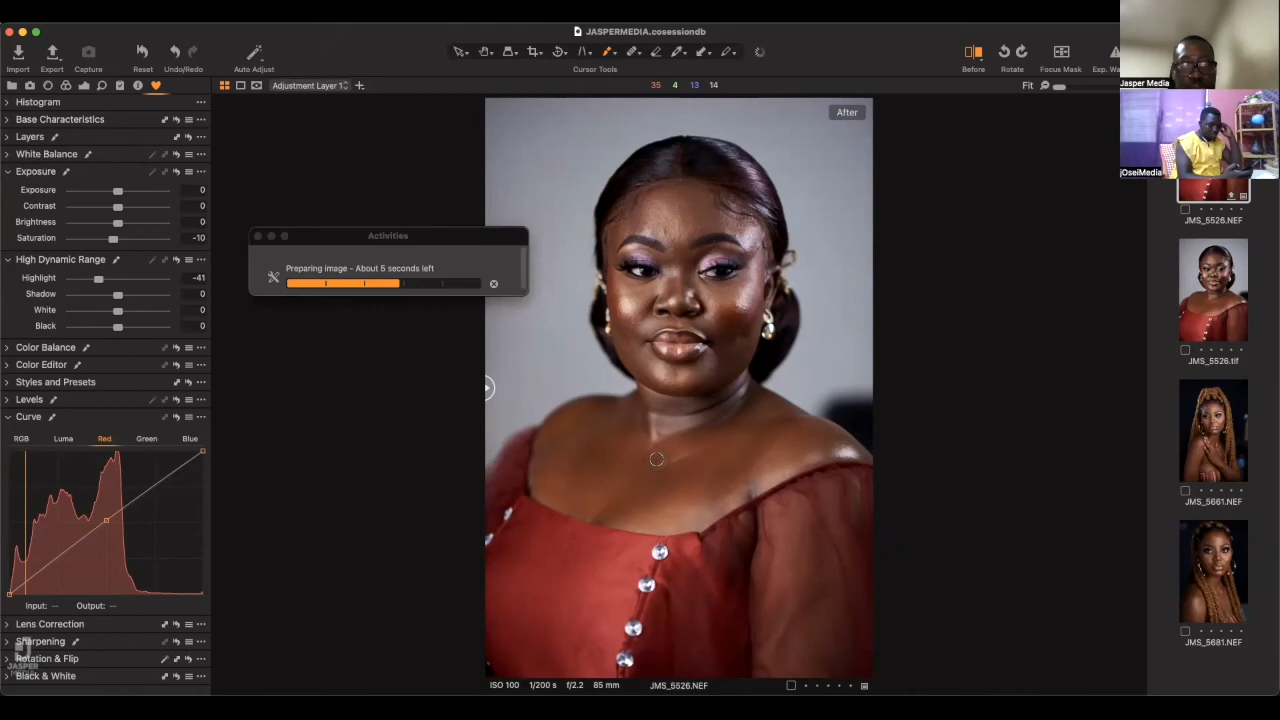 JASPERMEDIA.cosessiondb
Import Export Capture Reset Undo/Redo Auto Adjust Cursor Tools Before Rotate Focus Mask Exp. Wa
Jasper Media
jOseiMedia
Adjustment Layer 1
35 4 13 14
Fit
Histogram
Base Characteristics
Layers
White Balance
Exposure
Exposure 0
Contrast 0
Brightness 0
Saturation -10
High Dynamic Range
Highlight -41
Shadow 0
White 0
Black 0
Color Balance
Color Editor
Styles and Presets
Levels
Curve
RGB Luma Red Green Blue
Input: -- Output: --
Lens Correction
Sharpening
Rotation & Flip
Black & White
JASPER
MEDIA
Activities
Preparing image - About 5 seconds left
After
ISO 100 1/200 s f/2.2 85 mm JMS_5526.NEF
JMS_5526.NEF
JMS_5526.tif
JMS_5661.NEF
JMS_5681.NEF